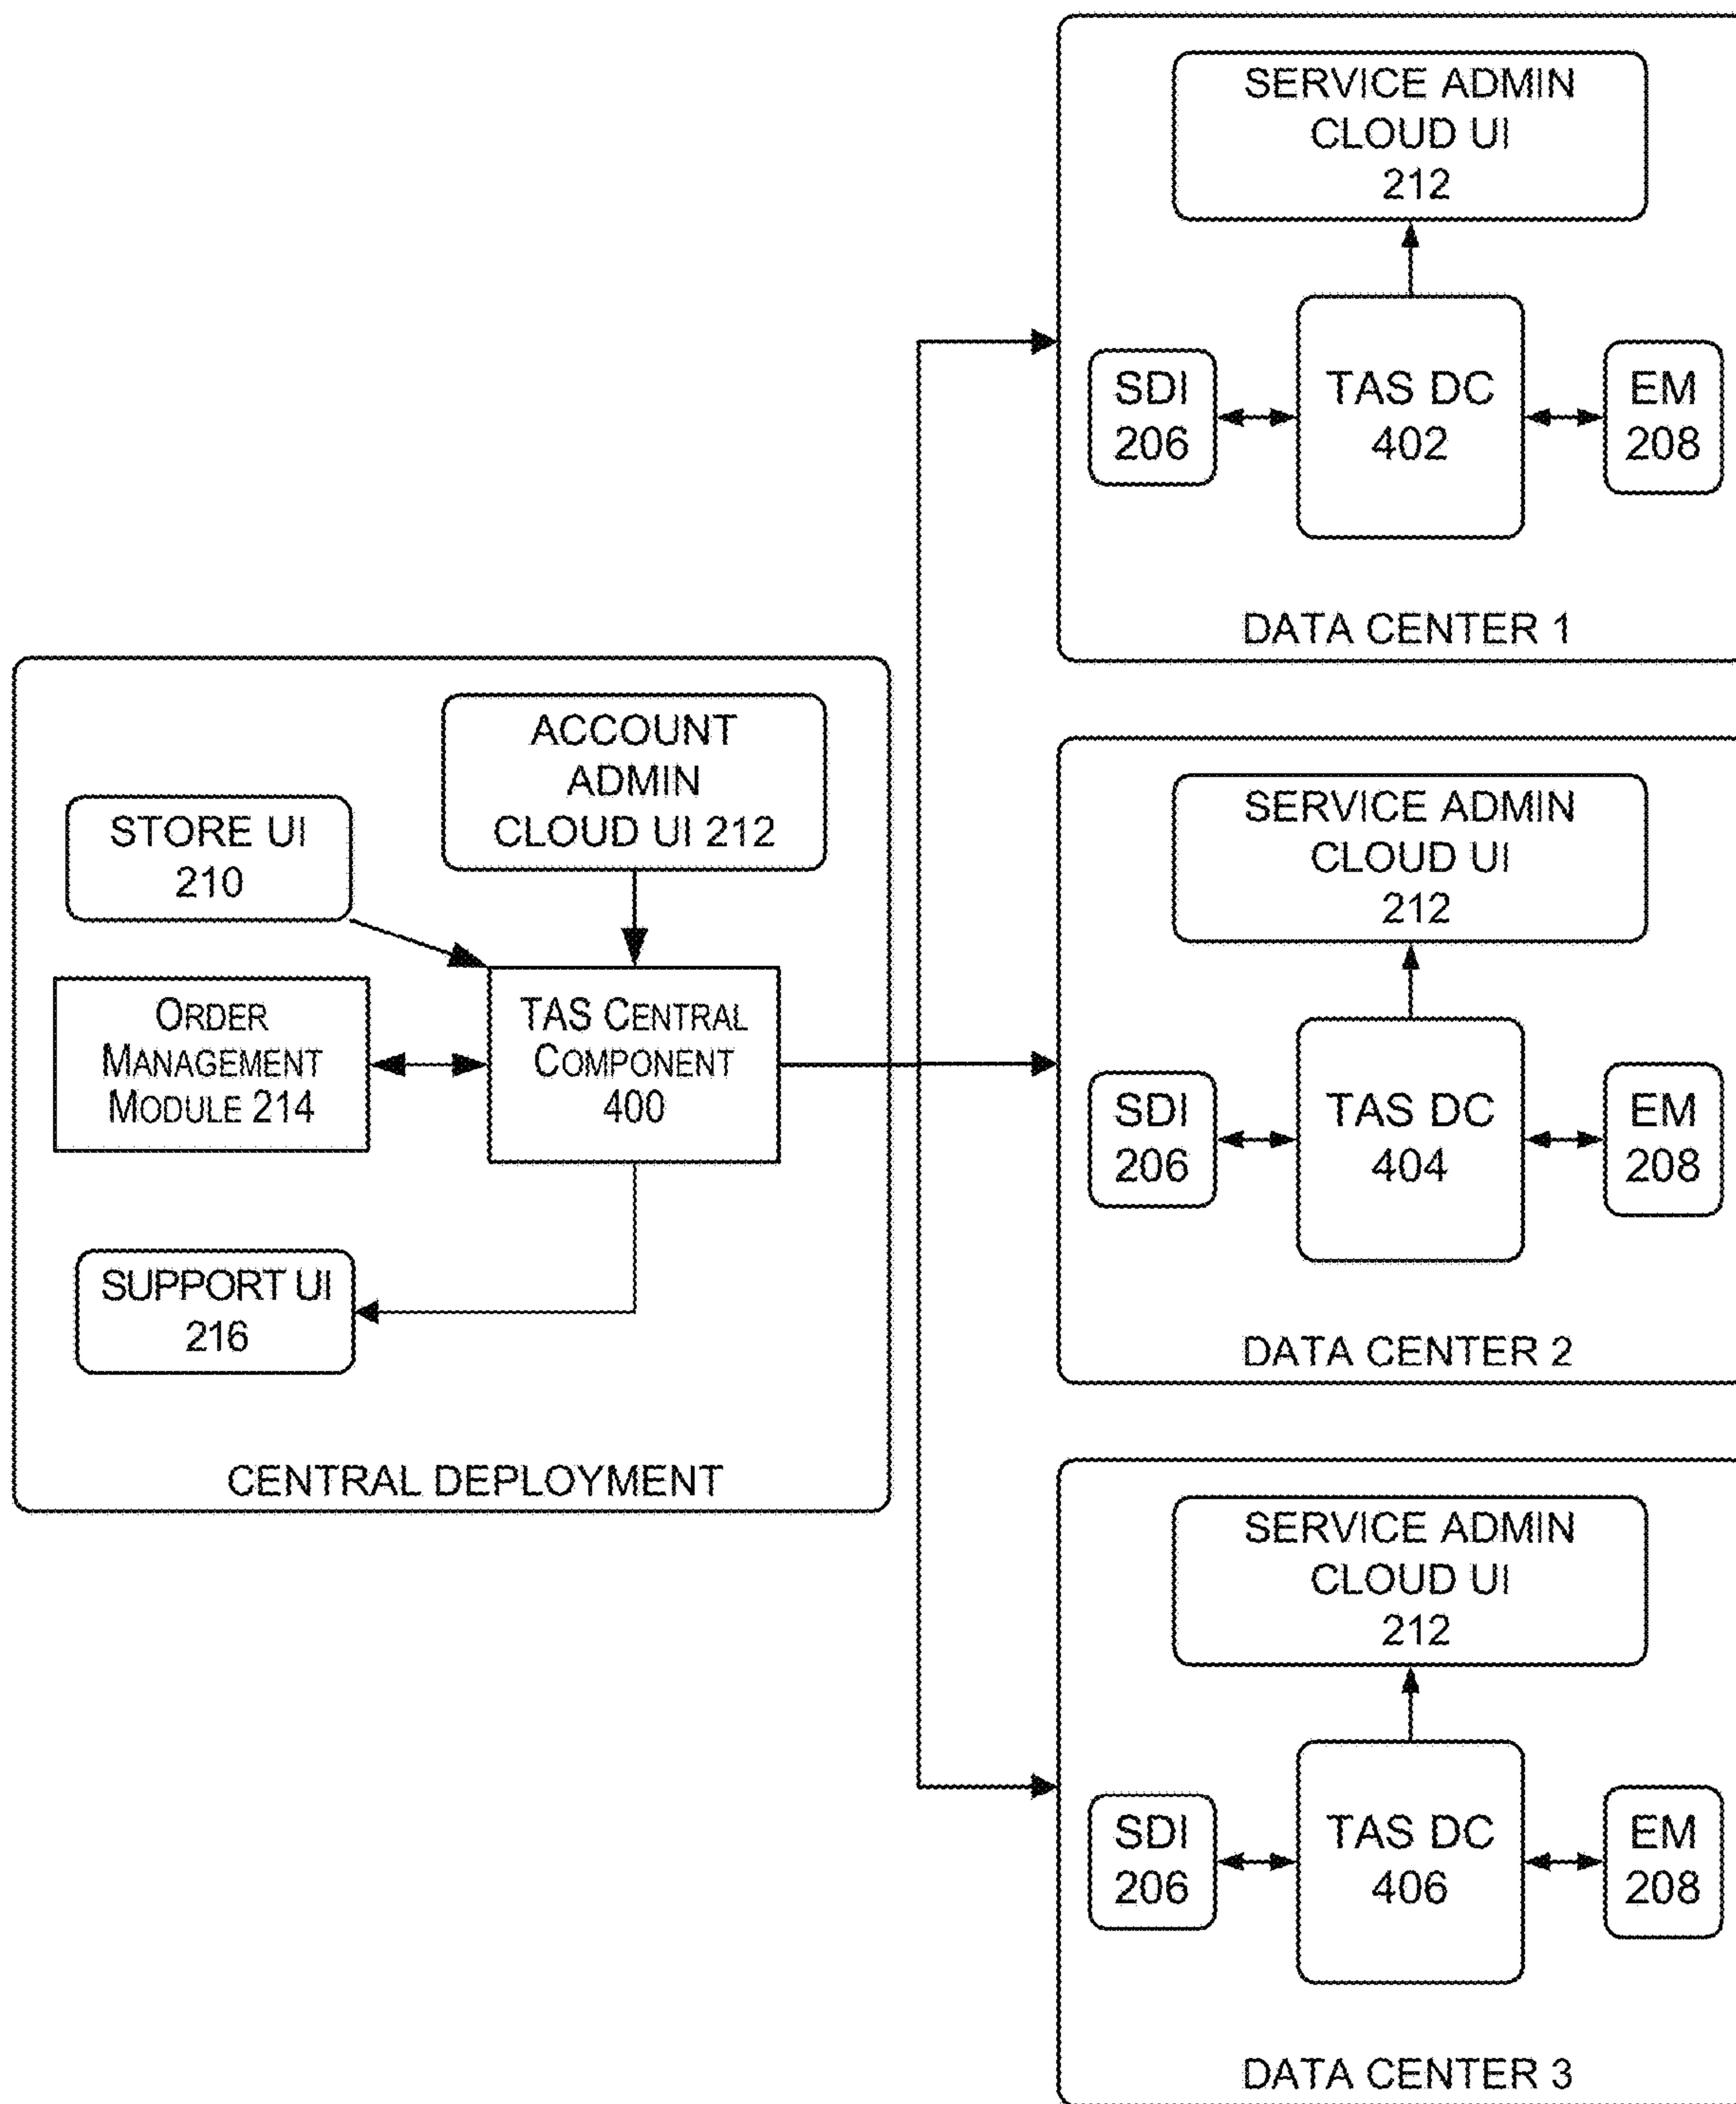 SERVICE ADMIN
CLOUD UI
212
SDI
206
TAS DC
402
EM
208
DATA CENTER 1
ACCOUNT
ADMIN
CLOUD UI 212
STORE UI
210
ORDER
MANAGEMENT
MODULE 214
TAS CENTRAL
COMPONENT
400
SUPPORT UI
216
CENTRAL DEPLOYMENT
SERVICE ADMIN
CLOUD UI
212
SDI
206
TAS DC
404
EM
208
DATA CENTER 2
SERVICE ADMIN
CLOUD UI
212
SDI
206
TAS DC
406
EM
208
DATA CENTER 3